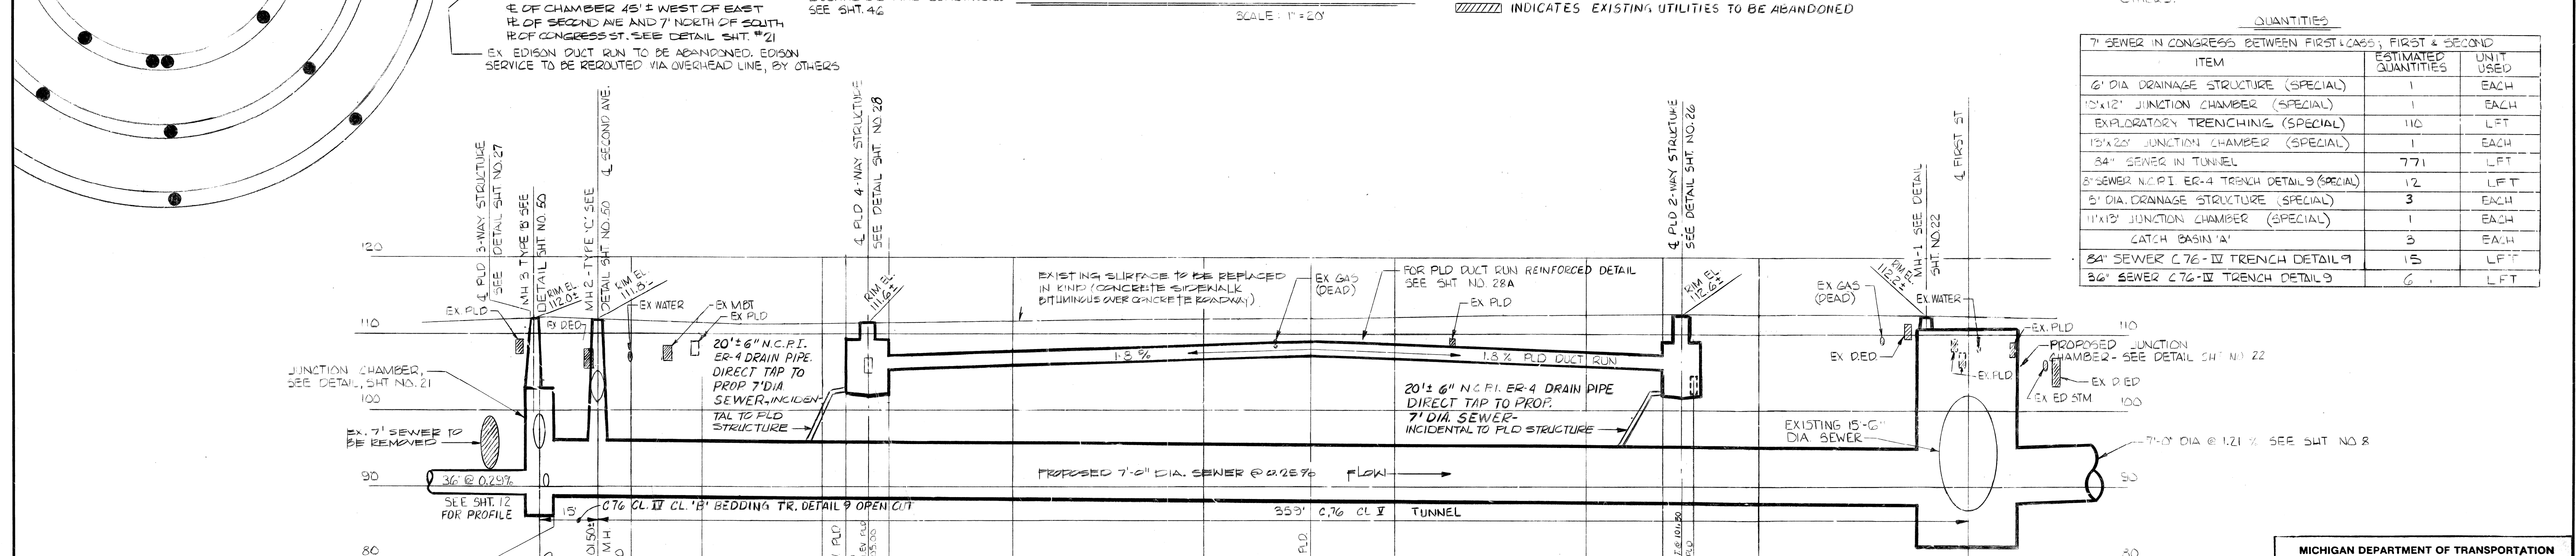 ℄ OF CHAMBER 45' ± WEST OF EAST
℄ OF SECOND AVE AND 7' NORTH OF SOUTH
℄ OF CONGRESS ST. SEE DETAIL SHT. #21
EX EDISON DUCT RUN TO BE ABANDONED. EDISON
SERVICE TO BE REROUTED VIA OVERHEAD LINE, BY OTHERS
SEE SHT. 46
SCALE: 1" = 20'
INDICATES EXISTING UTILITIES TO BE ABANDONED
QUANTITIES
7' SEWER IN CONGRESS BETWEEN FIRST & CASS; FIRST & SECOND
ITEM ESTIMATED QUANTITIES UNIT USED
6' DIA DRAINAGE STRUCTURE (SPECIAL) 1 EACH
10'x12' JUNCTION CHAMBER (SPECIAL) 1 EACH
EXPLORATORY TRENCHING (SPECIAL) 110 LFT
JUNCTION CHAMBER (SPECIAL) 1 EACH
84" SEWER IN TUNNEL 771 LFT
8" SEWER N.C.P.I ER-4 TRENCH DETAIL 9 (SPECIAL) 12 LFT
5' DIA. DRAINAGE STRUCTURE (SPECIAL) 3 EACH
11'x13' JUNCTION CHAMBER (SPECIAL) 1 EACH
CATCH BASIN 'A' 3 EACH
84" SEWER C76-IV TRENCH DETAIL 9 15 LFT
36" SEWER C76-IV TRENCH DETAIL 9 6 LFT
℄ PLD 3-WAY STRUCTURE
SEE DETAIL SHT NO. 27
MH 3 TYPE 'B' SEE
DETAIL SHT NO. 50
RIM EL.
112.0±
MH 2 - TYPE 'C' SEE
DETAIL SHT. NO. 50
℄ SECOND AVE.
RIM EL.
111.8±
℄ PLD 4-WAY STRUCTURE
SEE DETAIL SHT. NO. 28
RIM EL.
111.6±
℄ PLD 2-WAY STRUCTURE
SEE DETAIL SHT. NO. 26
RIM EL.
112.6±
MH-1 SEE DETAIL
SHT. NO. 22
RIM EL.
℄ FIRST ST
120
110
100
90
80
EX. PLD
EX D.ED.
EX WATER
EX MBT
EX PLD
20'± 6" N.C.P.I.
ER-4 DRAIN PIPE.
DIRECT TAP TO
PROP 7' DIA
SEWER, INCIDEN-
TAL TO PLD
STRUCTURE
EXISTING SURFACE TO BE REPLACED
IN KIND (CONCRETE SIDEWALK
BITUMINOUS OVER CONCRETE ROADWAY)
EX GAS
(DEAD)
FOR PLD DUCT RUN REINFORCED DETAIL
SEE SHT NO. 28A
EX PLD
1.8 %
1.8 % PLD DUCT RUN
20'± 6" N.C.P.I. ER-4 DRAIN PIPE
DIRECT TAP TO PROP.
7' DIA. SEWER-
INCIDENTAL TO PLD STRUCTURE
EX GAS
(DEAD)
EX WATER
EX D.ED.
EX. PLD
110
PROPOSED JUNCTION
CHAMBER - SEE DETAIL SHT NO. 22
EX. PLD
EX D.ED
EX ED STM
100
JUNCTION CHAMBER,
SEE DETAIL, SHT NO. 21
EX. 7' SEWER TO
BE REMOVED
36" @ 0.29%
SEE SHT. 12
FOR PROFILE
EXISTING 15'-6"
DIA. SEWER
7'-0" DIA @ 1.21 % SEE SHT NO. 8
PROPOSED 7'-0" DIA. SEWER @ 0.25%
FLOW
90
15'
C76 CL. IV CL. 'B' BEDDING TR. DETAIL 9 OPEN CUT
359' C.76 CL V TUNNEL
80
MH
PLD
PLD
PLD
MICHIGAN DEPARTMENT OF TRANSPORTATION